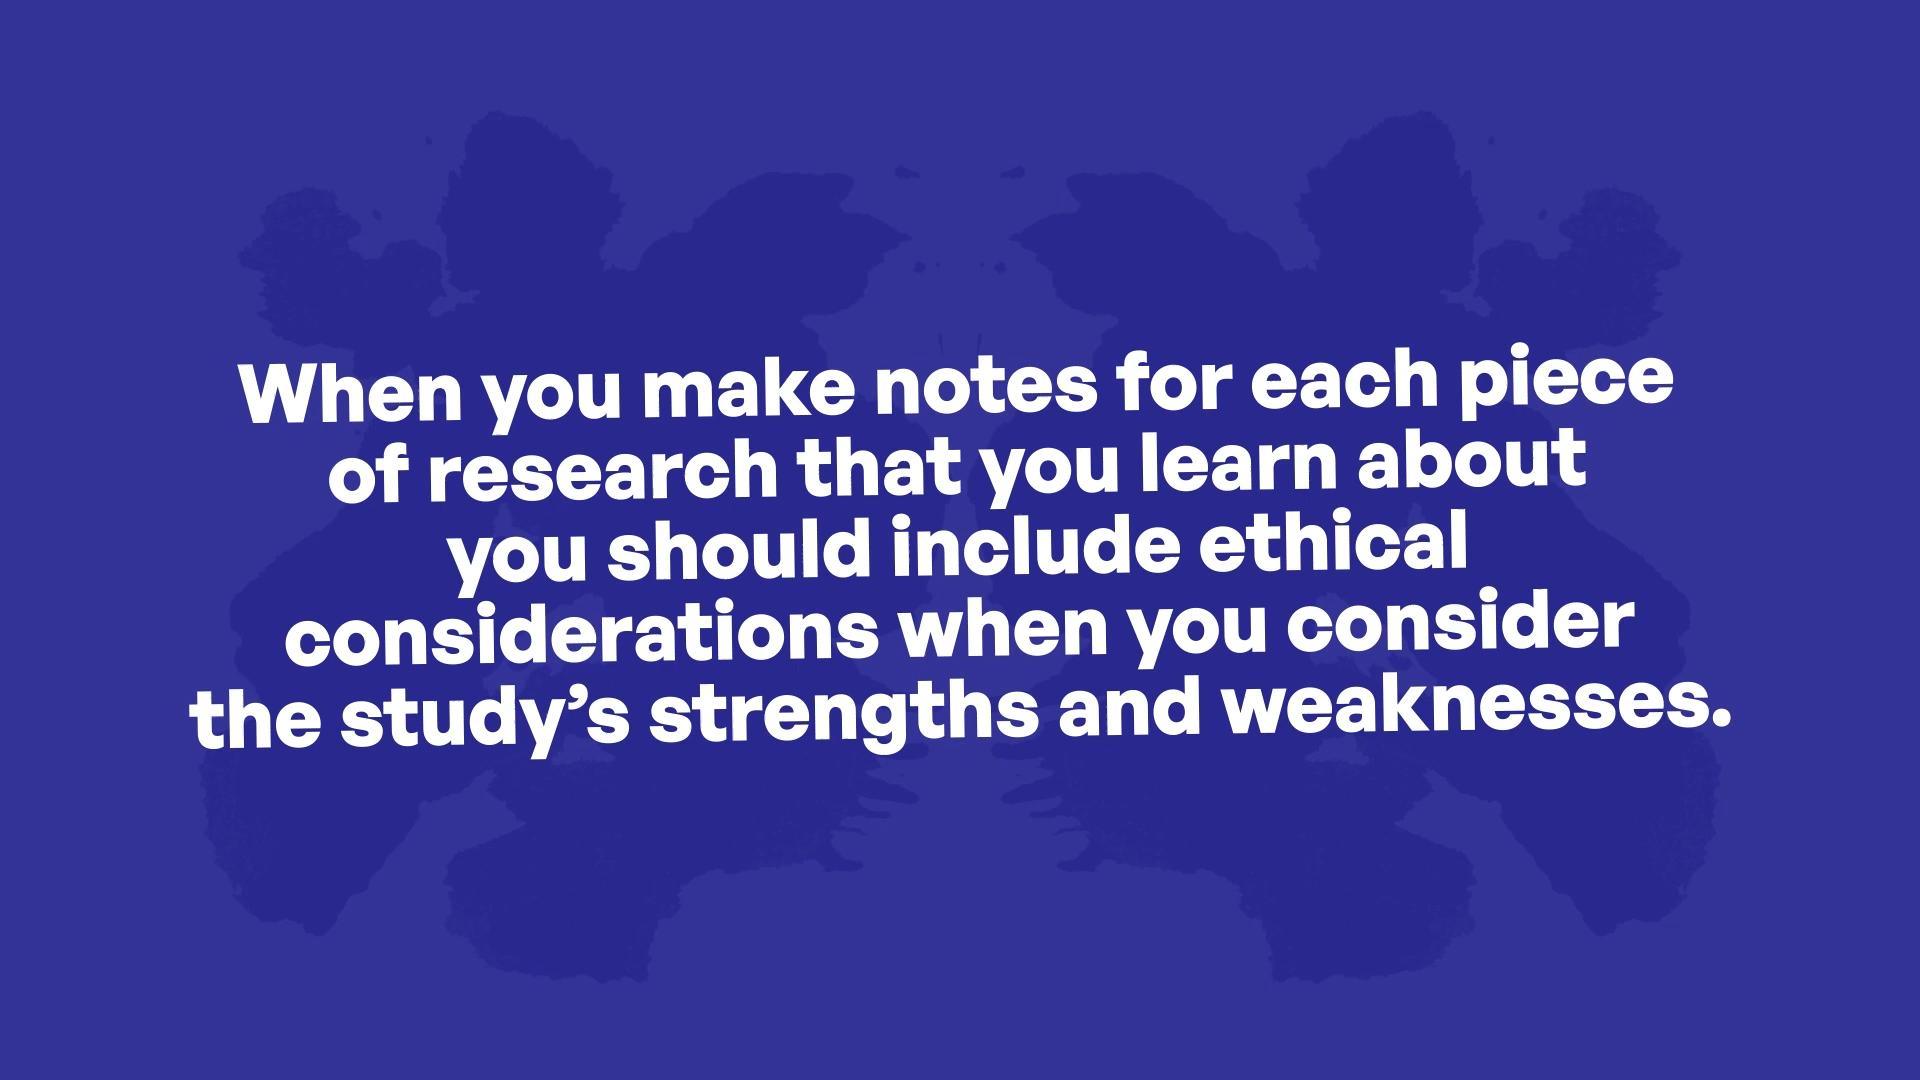 When you make notes for each piece
of research that you learn about
you should include ethical
considerations when you consider
the study’s strengths and weaknesses.